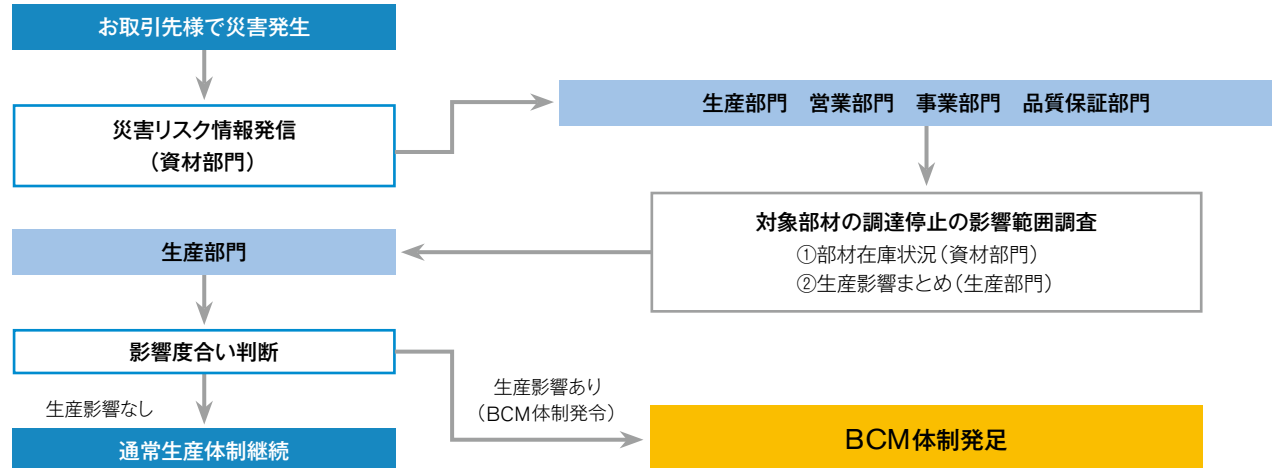 お取引先様で災害発生
災害リスク情報発信
（資材部門）
生産部門　営業部門　事業部門　品質保証部門
対象部材の調達停止の影響範囲調査
①部材在庫状況（資材部門）
②生産影響まとめ（生産部門）
生産部門
影響度合い判断
生産影響なし
通常生産体制継続
生産影響あり
（BCM体制発令）
BCM体制発足